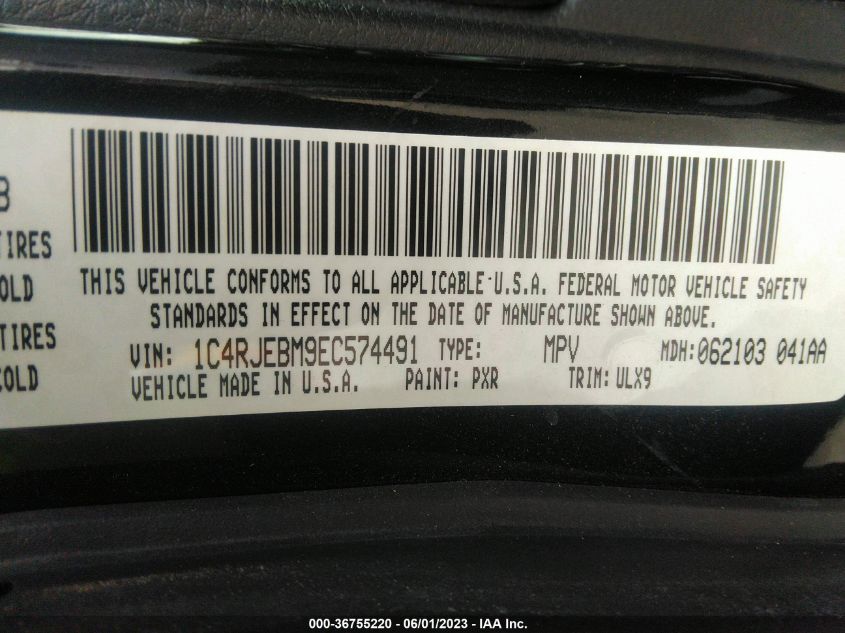 B
TIRES
OLD
TIRES
COLD
THIS VEHICLE CONFORMS TO ALL APPLICABLE U.S.A. FEDERAL MOTOR VEHICLE SAFETY
STANDARDS IN EFFECT ON THE DATE OF MANUFACTURE SHOWN ABOVE.
VIN: 1C4RJEBM9EC574491 TYPE: MPV MDH: 062103 041AA
VEHICLE MADE IN U.S.A. PAINT: PXR TRIM: ULX9
000-36755220 - 06/01/2023 - IAA Inc.